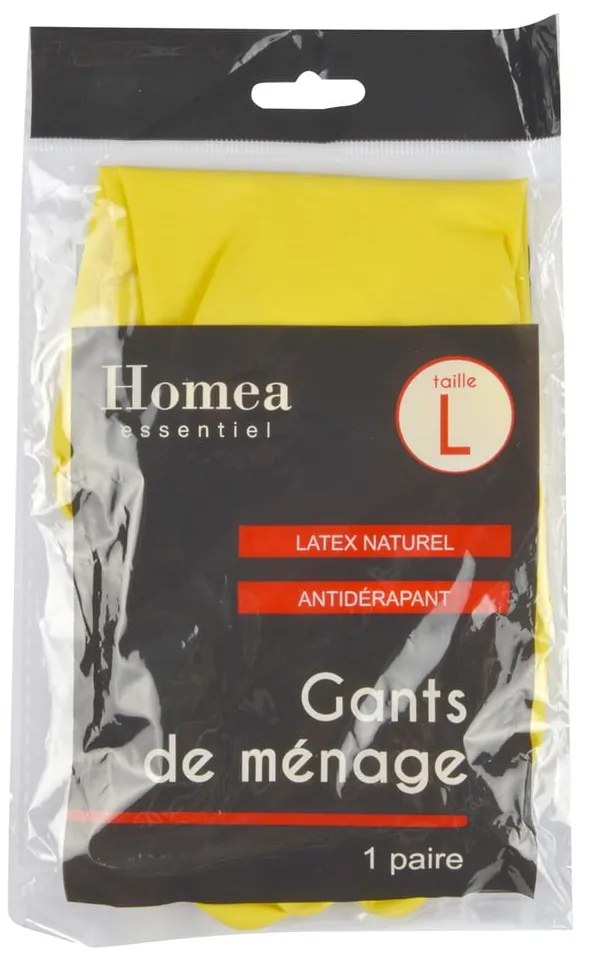 Homea
essentiel
taille
L
LATEX NATUREL
ANTIDÉRAPANT
Gants
de ménage
1 paire